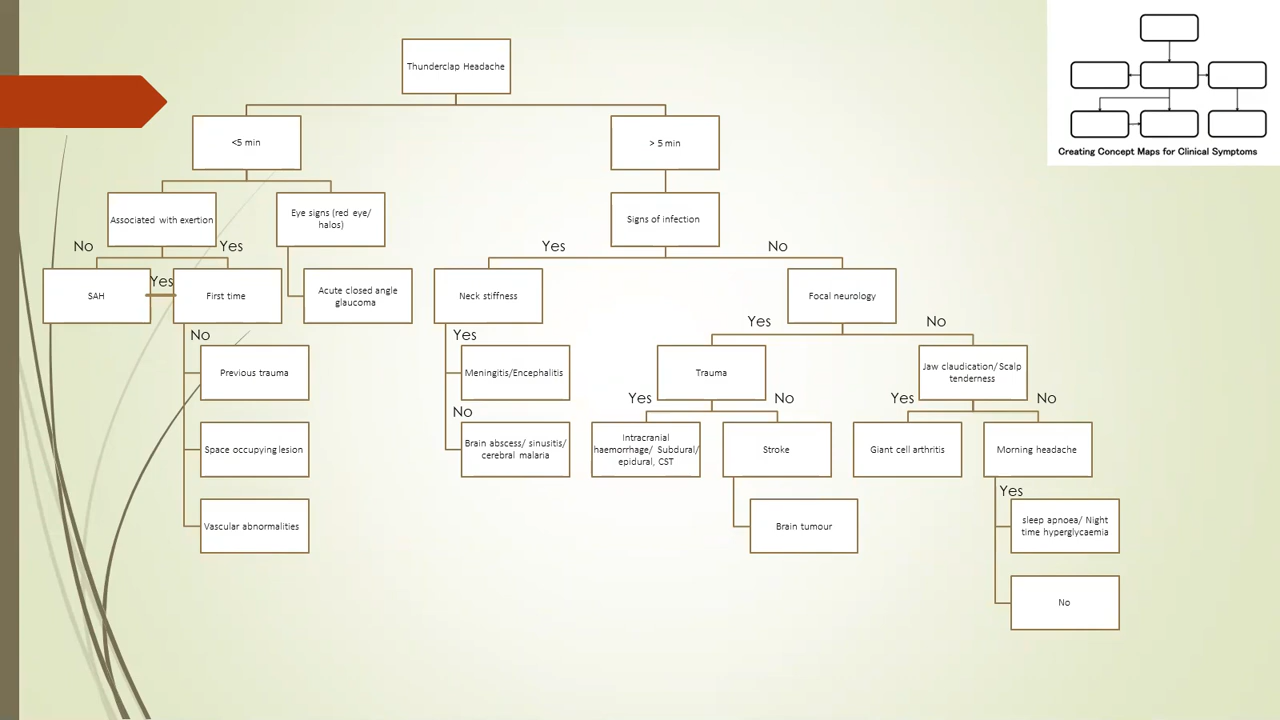 Thunderclap Headache
Creating Concept Maps for Clinical Symptoms
<5 min
> 5 min
Associated with exertion
Eye signs (red eye/
halos)
Signs of infection
No
Yes
Yes
No
SAH
Yes
First time
Acute closed angle
glaucoma
Neck stiffness
Focal neurology
No
Yes
Yes
No
Previous trauma
Meningitis/Encephalitis
Trauma
Jaw claudication/Scalp
tenderness
No
Yes
No
Yes
No
Space occupying lesion
Brain abscess/ sinusitis/
cerebral malaria
Intracranial
haemorrhage/ Subdural/
epidural, CST
Stroke
Giant cell arthritis
Morning headache
Yes
Vascular abnormalities
Brain tumour
sleep apnoea/ Night
time hyperglycaemia
No